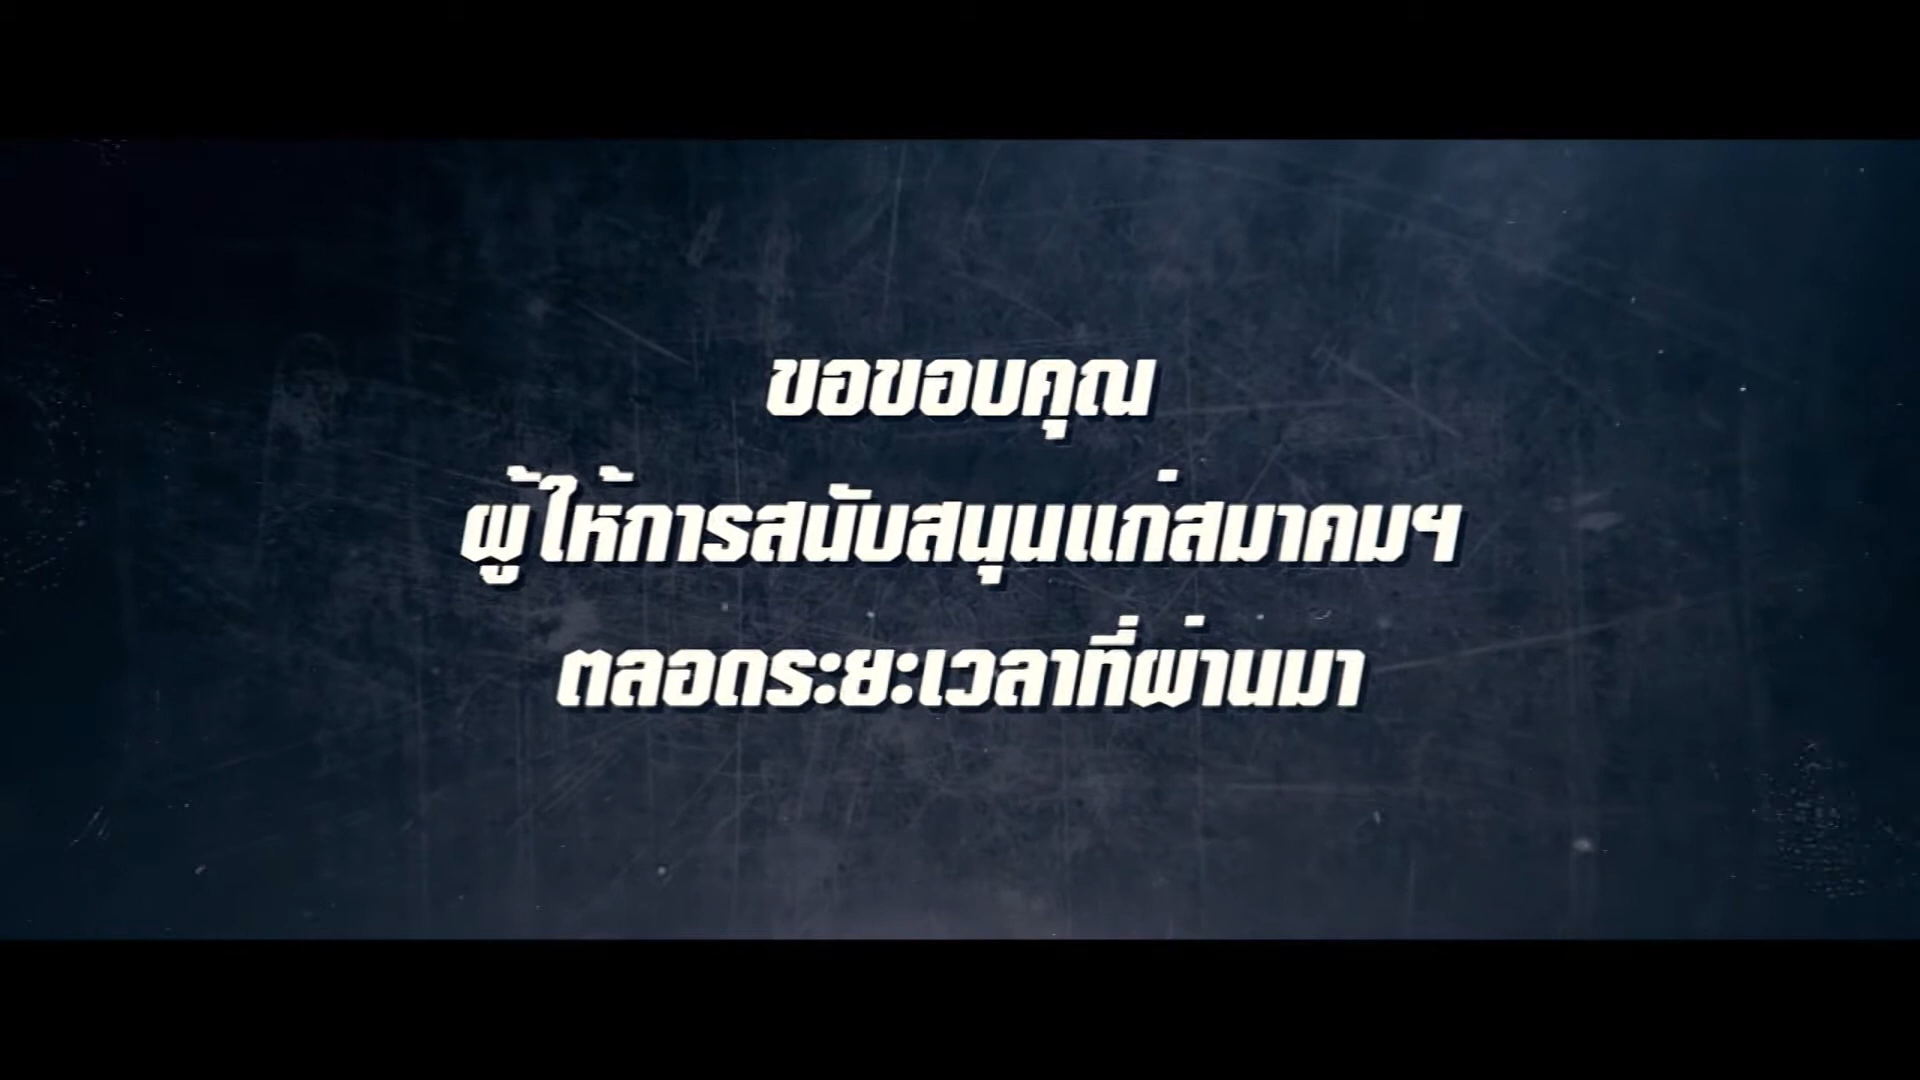 ขอขอบคุณ
ผู้ให้การสนับสนุนแก่สมาคมฯ
ตลอดระยะเวลาที่ผ่านมา